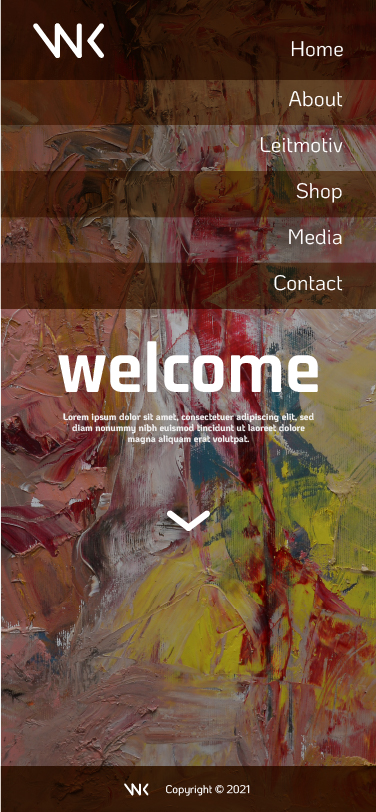 WK
Home
About
Leitmotiv
Shop
Media
Contact
welcome
Lorem ipsum dolor sit amet, consectetuer adipiscing elit, sed
diam nonummy nibh euismod tincidunt ut laoreet dolore
magna aliquam erat volutpat.
WK Copyright © 2021